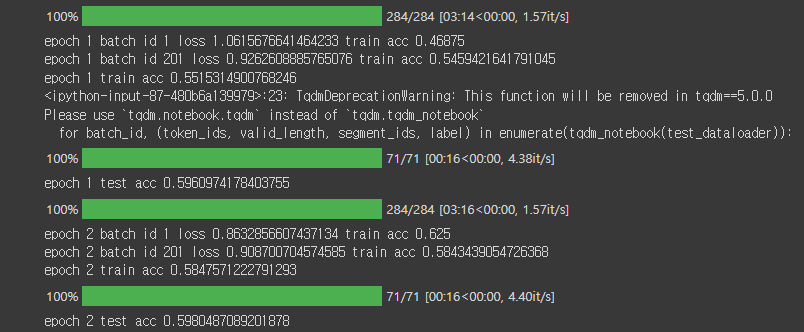 100% 284/284 [03:14<00:00, 1.57it/s]
epoch 1 batch id 1 loss 1.0615676641464233 train acc 0.46875
epoch 1 batch id 201 loss 0.9262608885765076 train acc 0.5459421641791045
epoch 1 train acc 0.5515314900768246
<ipython-input-87-480b6a139979>:23: TqdmDeprecationWarning: This function will be removed in tqdm==5.0.0
Please use `tqdm.notebook.tqdm` instead of `tqdm.tqdm_notebook`
for batch_id, (token_ids, valid_length, segment_ids, label) in enumerate(tqdm_notebook(test_dataloader)):
100% 71/71 [00:16<00:00, 4.38it/s]
epoch 1 test acc 0.5960974178403755
100% 284/284 [03:16<00:00, 1.57it/s]
epoch 2 batch id 1 loss 0.8632856607437134 train acc 0.625
epoch 2 batch id 201 loss 0.908700704574585 train acc 0.5843439054726368
epoch 2 train acc 0.5847571222791293
100% 71/71 [00:16<00:00, 4.40it/s]
epoch 2 test acc 0.5980487089201878